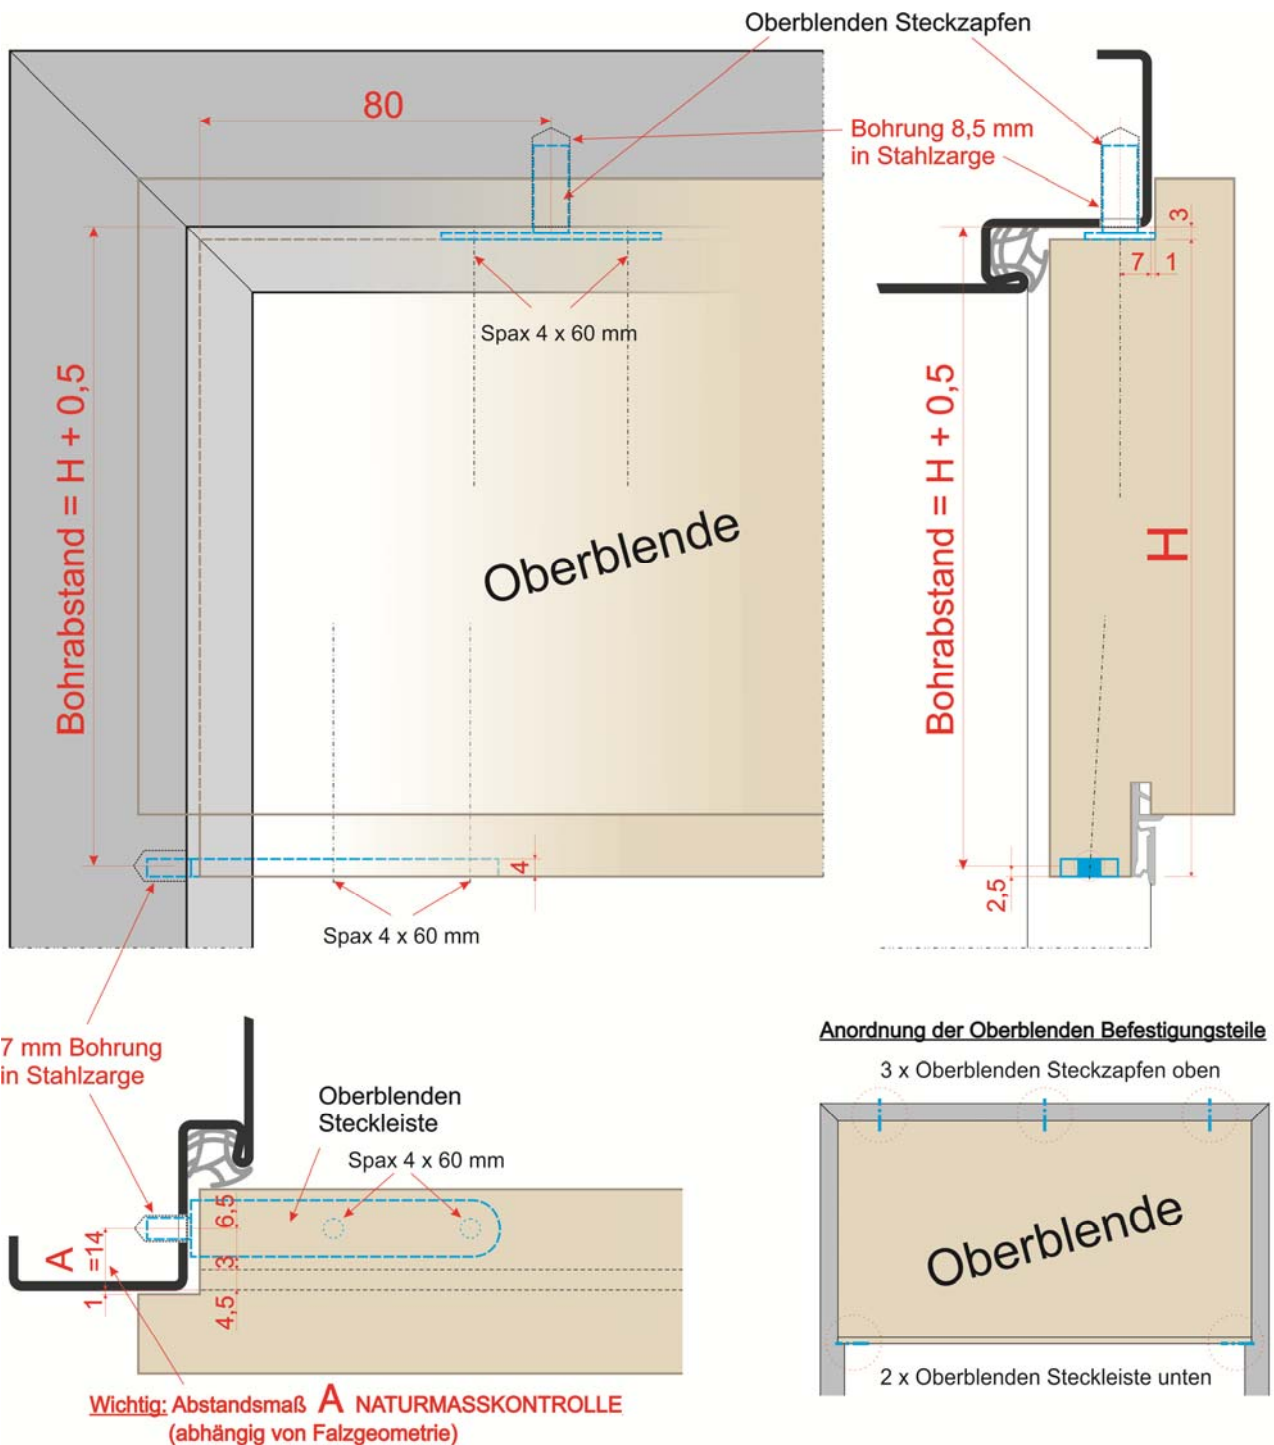 Oberblenden Steckzapfen
80
Bohrung 8,5 mm
in Stahlzarge
3
7
1
Spax 4 x 60 mm
Bohrabstand = H + 0,5
Bohrabstand = H + 0,5
H
Oberblende
4
2,5
Spax 4 x 60 mm
7 mm Bohrung
in Stahlzarge
Oberblenden
Steckleiste
Spax 4 x 60 mm
6,5
A
=14
3
1
4,5
Wichtig: Abstandsmaß A NATURMASSKONTROLLE
(abhängig von Falzgeometrie)
Anordnung der Oberblenden Befestigungsteile
3 x Oberblenden Steckzapfen oben
Oberblende
2 x Oberblenden Steckleiste unten